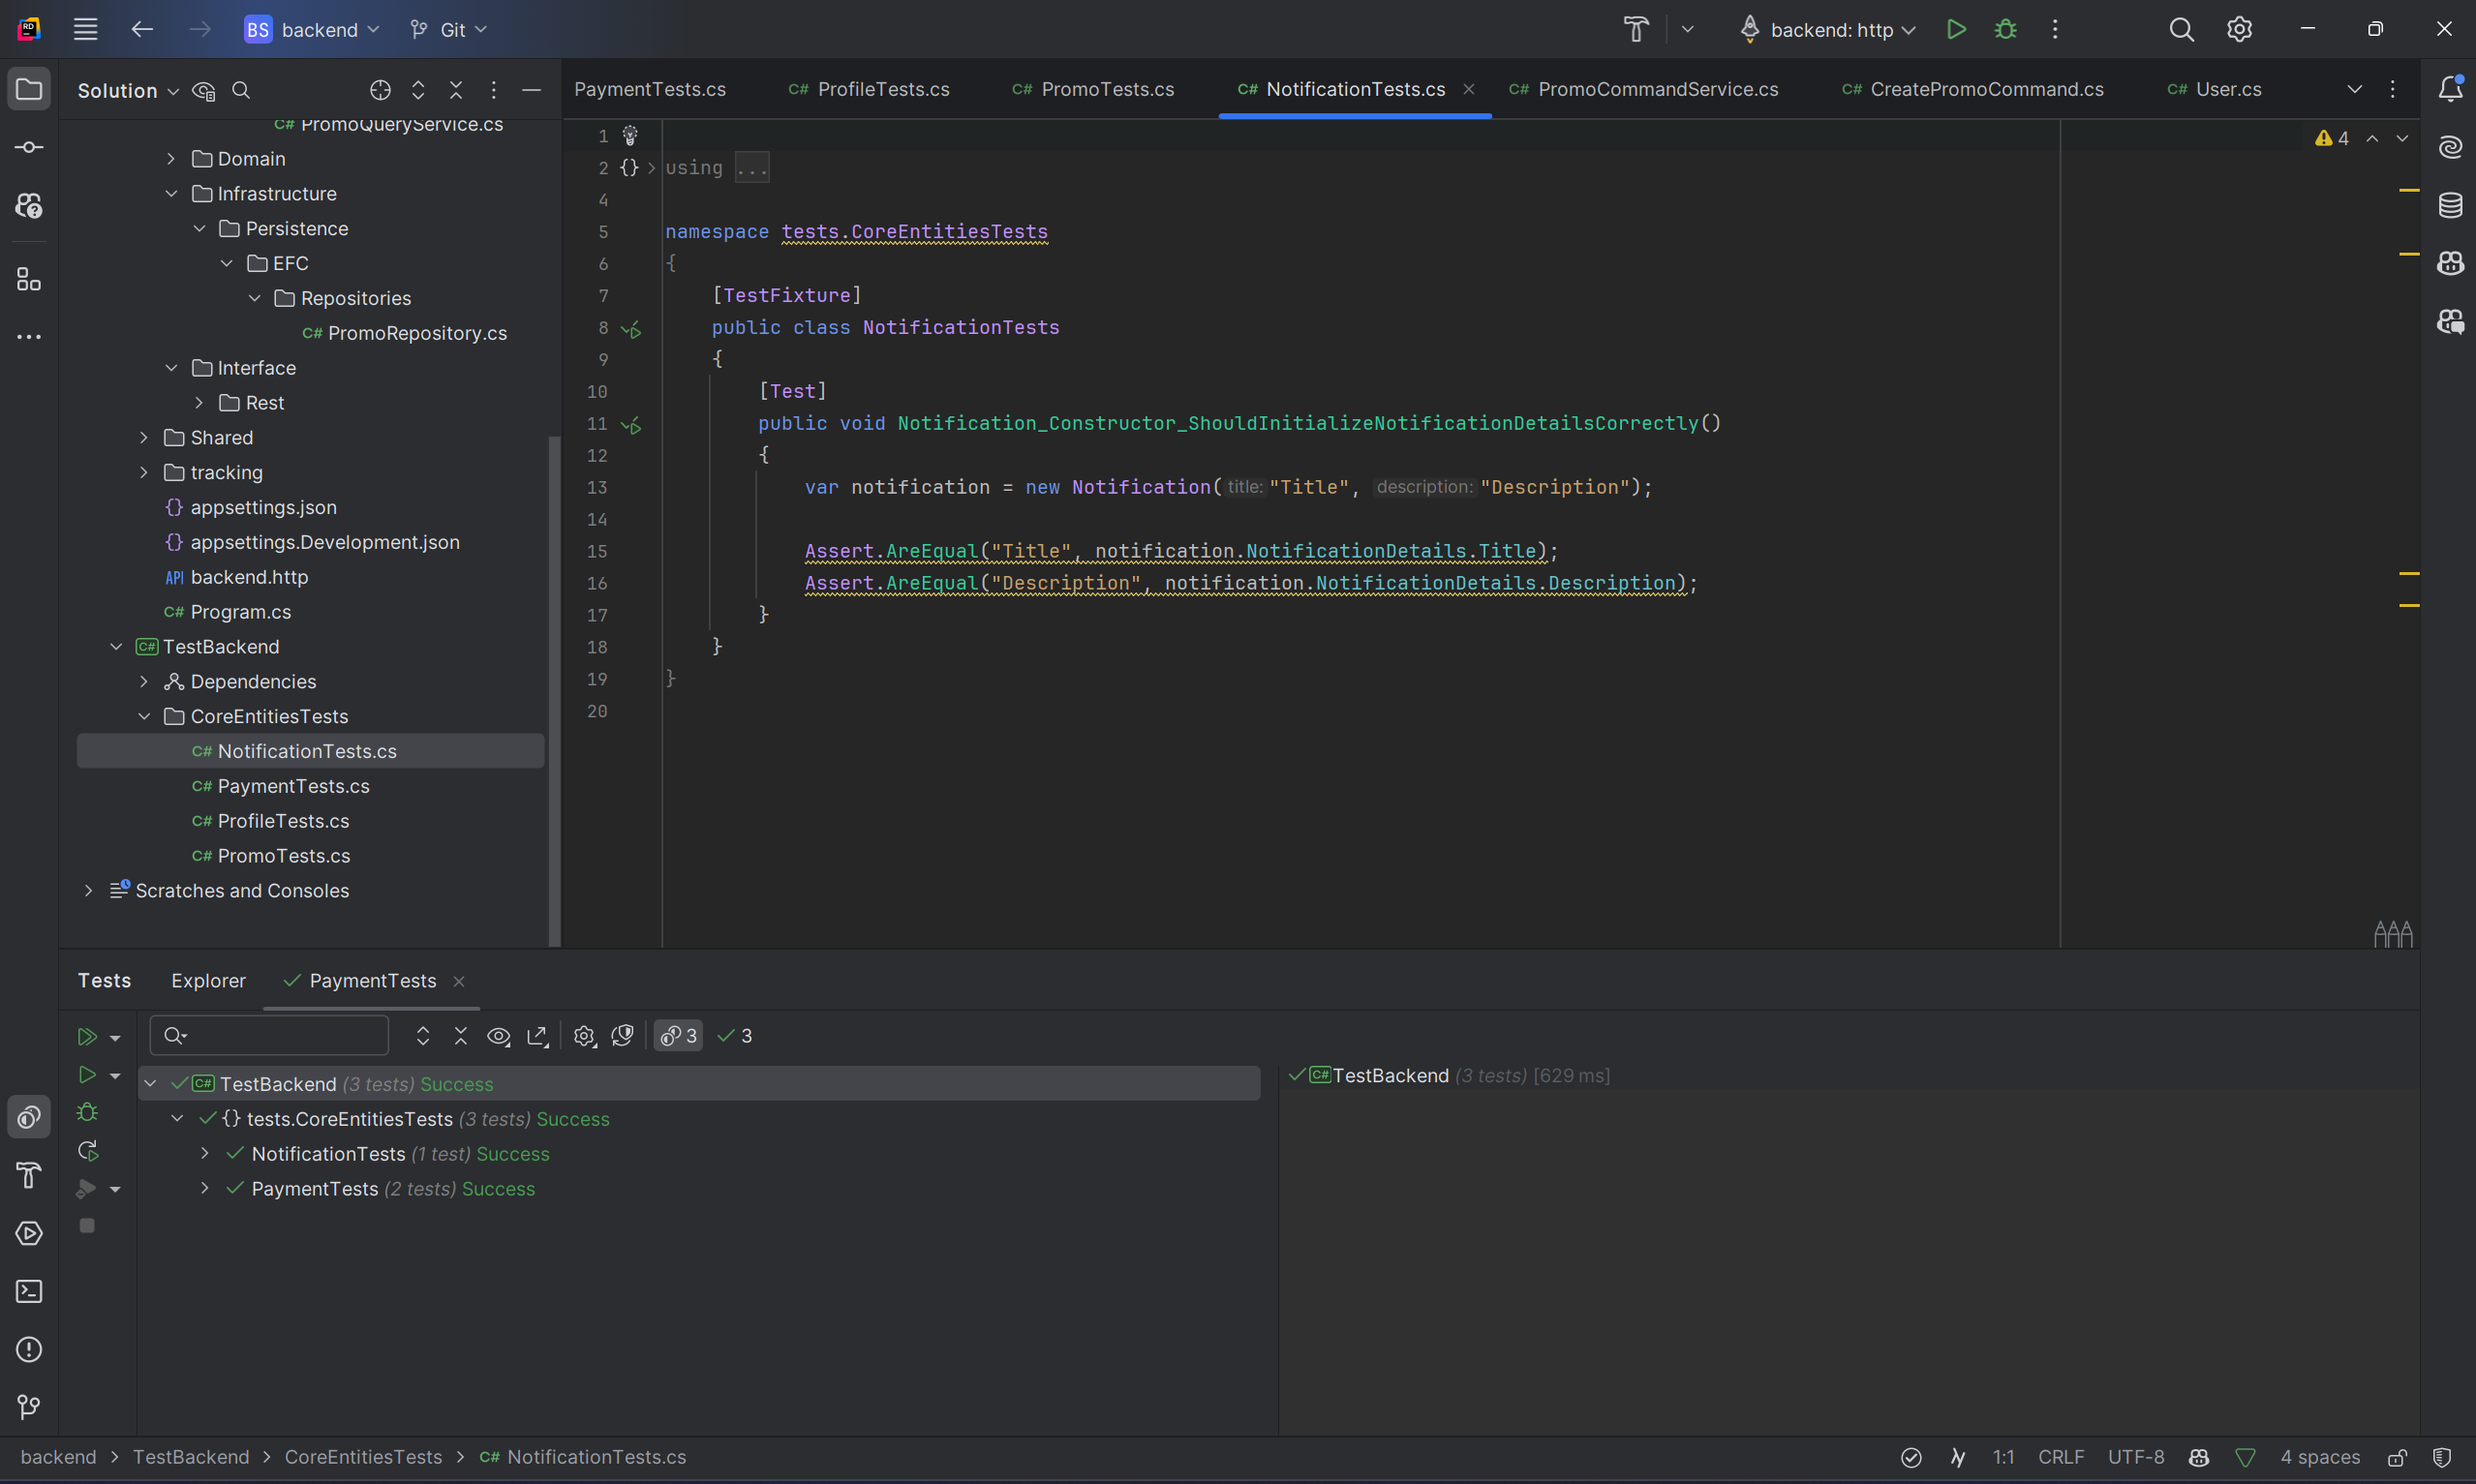 BS backend Git backend: http
Solution
PaymentTests.cs C# ProfileTests.cs C# PromoTests.cs C# NotificationTests.cs C# PromoCommandService.cs C# CreatePromoCommand.cs C# User.cs
C# PromoQueryService.cs
Domain
Infrastructure
Persistence
EFC
Repositories
C# PromoRepository.cs
Interface
Rest
Shared
tracking
{} appsettings.json
{} appsettings.Development.json
API backend.http
C# Program.cs
C# TestBackend
Dependencies
CoreEntitiesTests
C# NotificationTests.cs
C# PaymentTests.cs
C# ProfileTests.cs
C# PromoTests.cs
Scratches and Consoles
4
1
2 {} using ...
4
5 namespace tests.CoreEntitiesTests
6 {
7 [TestFixture]
8 public class NotificationTests
9 {
10 [Test]
11 public void Notification_Constructor_ShouldInitializeNotificationDetailsCorrectly()
12 {
13 var notification = new Notification( title: "Title", description: "Description");
14
15 Assert.AreEqual("Title", notification.NotificationDetails.Title);
16 Assert.AreEqual("Description", notification.NotificationDetails.Description);
17 }
18 }
19 }
20
Tests Explorer PaymentTests
3 3
C# TestBackend (3 tests) Success
{} tests.CoreEntitiesTests (3 tests) Success
NotificationTests (1 test) Success
PaymentTests (2 tests) Success
C# TestBackend (3 tests) [629 ms]
backend > TestBackend > CoreEntitiesTests > C# NotificationTests.cs
1:1 CRLF UTF-8 4 spaces